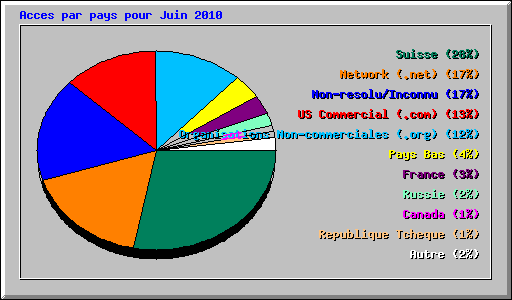 Acces par pays pour Juin 2010
Suisse (28%)
Network (.net) (17%)
Non-resolu/Inconnu (17%)
US Commercial (.com) (13%)
Organisations Non-commerciales (.org) (12%)
Pays Bas (4%)
France (3%)
Russie (2%)
Canada (1%)
Republique Tcheque (1%)
Autre (2%)